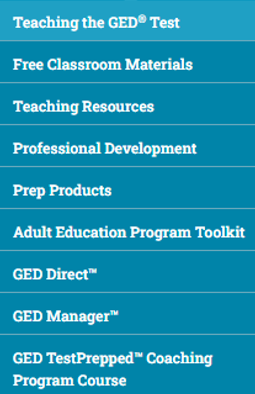 Teaching the GED® Test
Free Classroom Materials
Teaching Resources
Professional Development
Prep Products
Adult Education Program Toolkit
GED Direct™
GED Manager™
GED TestPrepped™ Coaching
Program Course